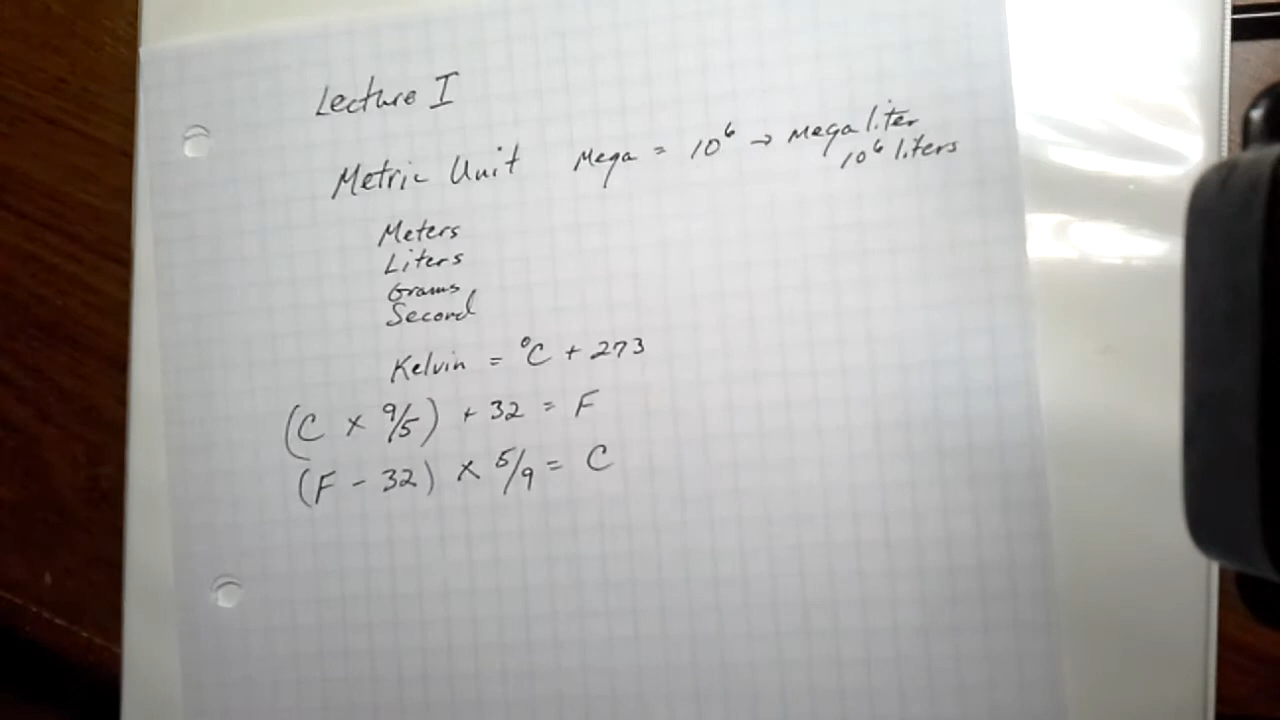 Lecture I
Metric Unit Mega = 10⁶ → Megaliter
10⁶ liters
Meters
Liters
Grams
Second
Kelvin = °C + 273
(C × 9/5) + 32 = F
(F - 32) × 5/9 = C